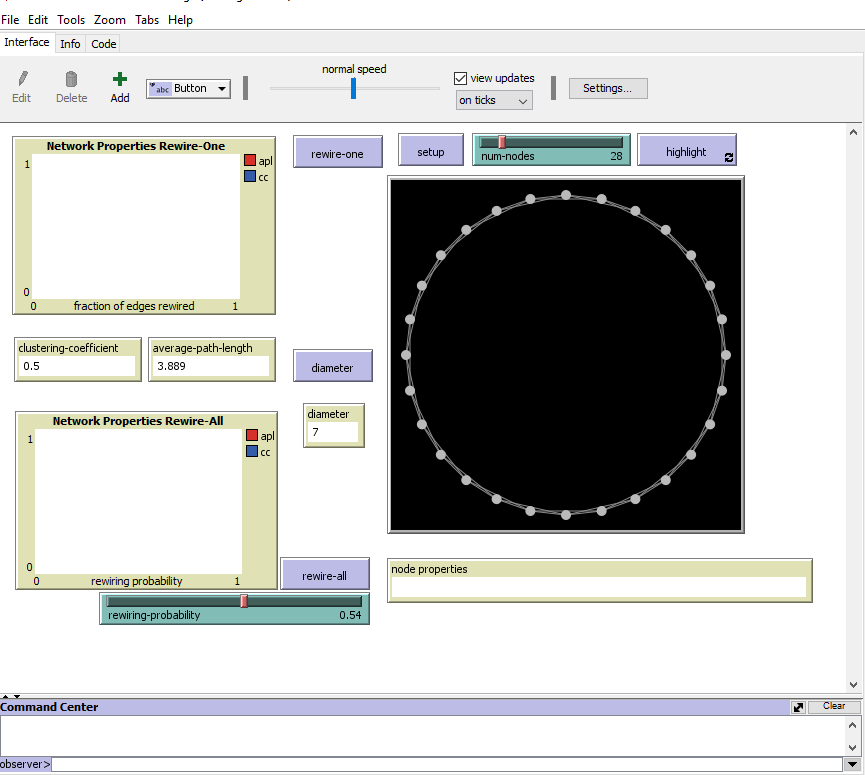 File Edit Tools Zoom Tabs Help
Interface Info Code
normal speed
view updates
Edit Delete Add abc Button on ticks Settings...
Network Properties Rewire-One
1
0
0 fraction of edges rewired 1
apl
cc
rewire-one
setup
num-nodes 28
highlight
clustering-coefficient
0.5
average-path-length
3.889
diameter
diameter
7
Network Properties Rewire-All
1
0
0 rewiring probability 1
apl
cc
rewire-all
rewiring-probability 0.54
node properties
Command Center
Clear
observer>